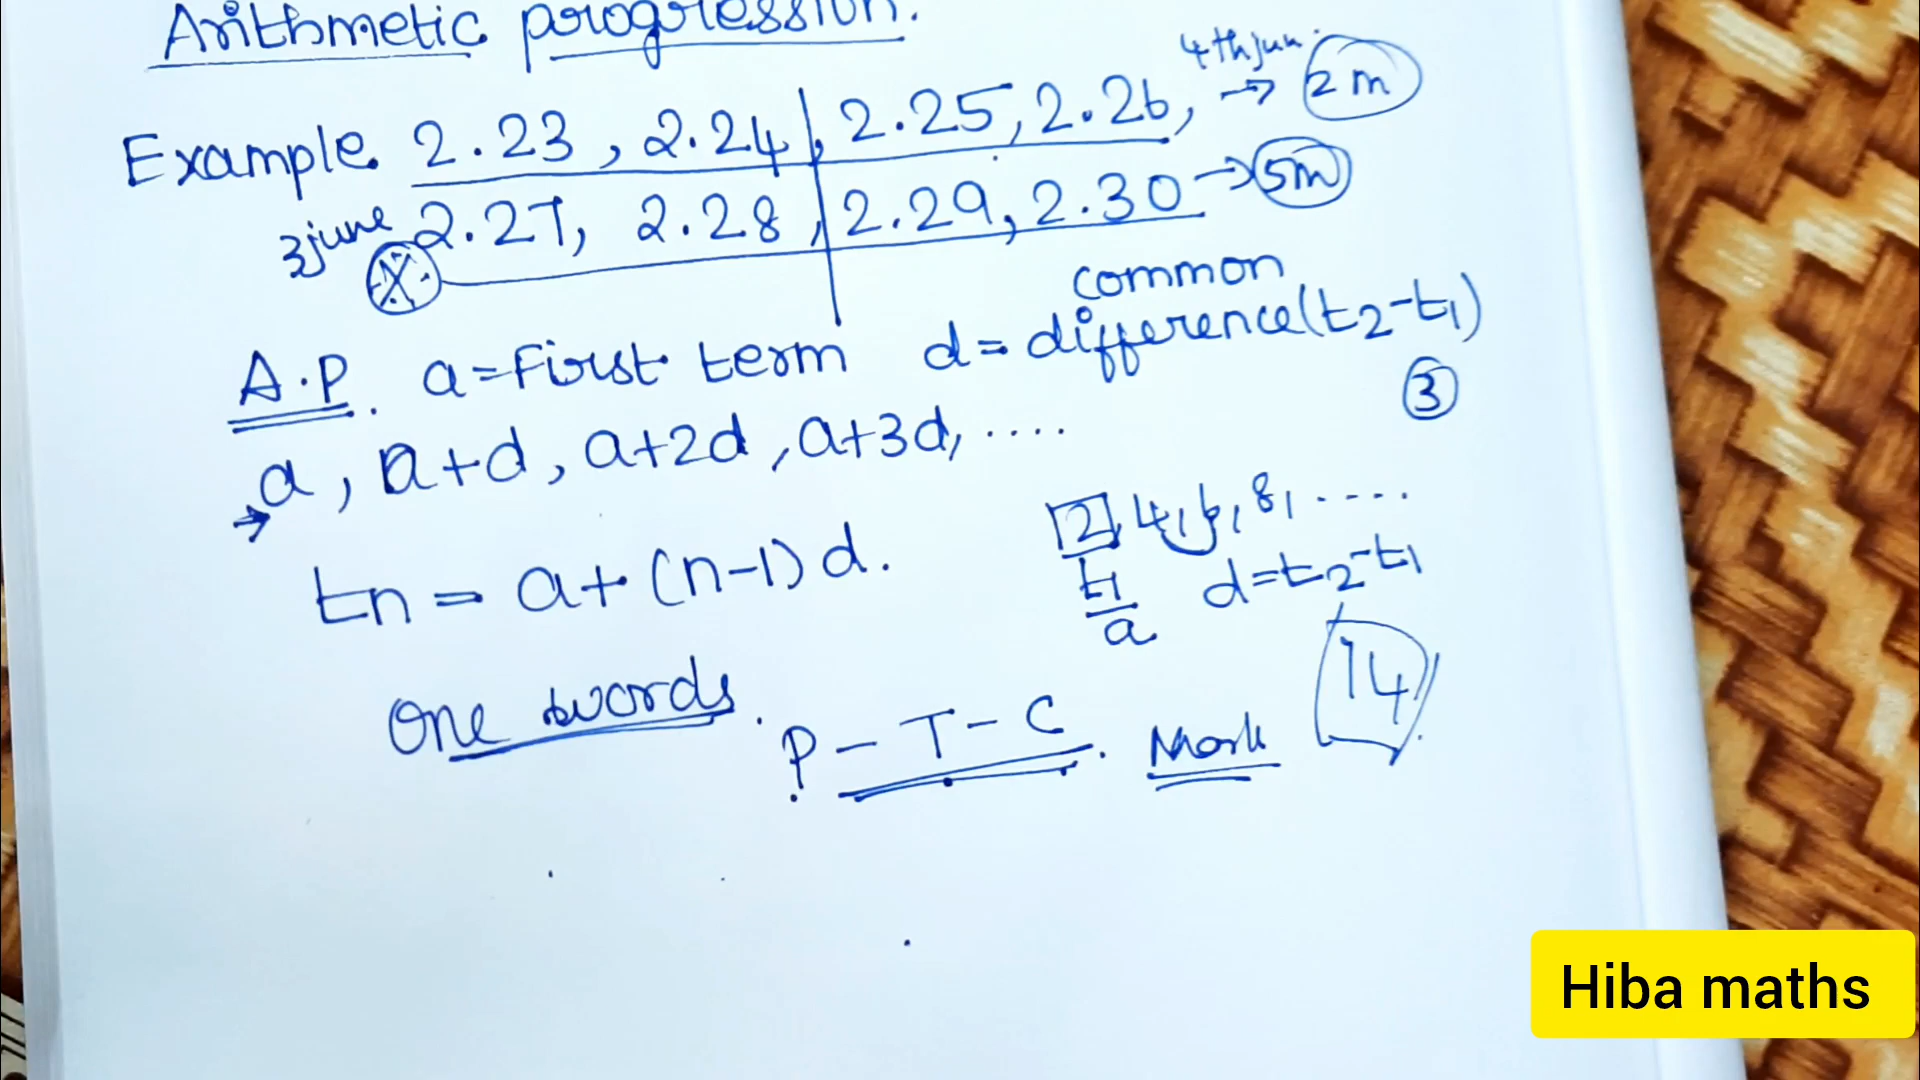 Arithmetic progression.
4th jun.
Example. 2.23, 2.24, 2.25, 2.26, → 2m
3 june 2.27, 2.28, 2.29, 2.30 → 5m
X
common
A.P. a=First term d= difference(t2-t1)
3
a, a+d, a+2d, a+3d, ....
2, 4, 6, 8, ....
tn = a+(n-1)d.
t1 d=t2-t1
a
One words.
P-T-C. Mark 14
Hiba maths